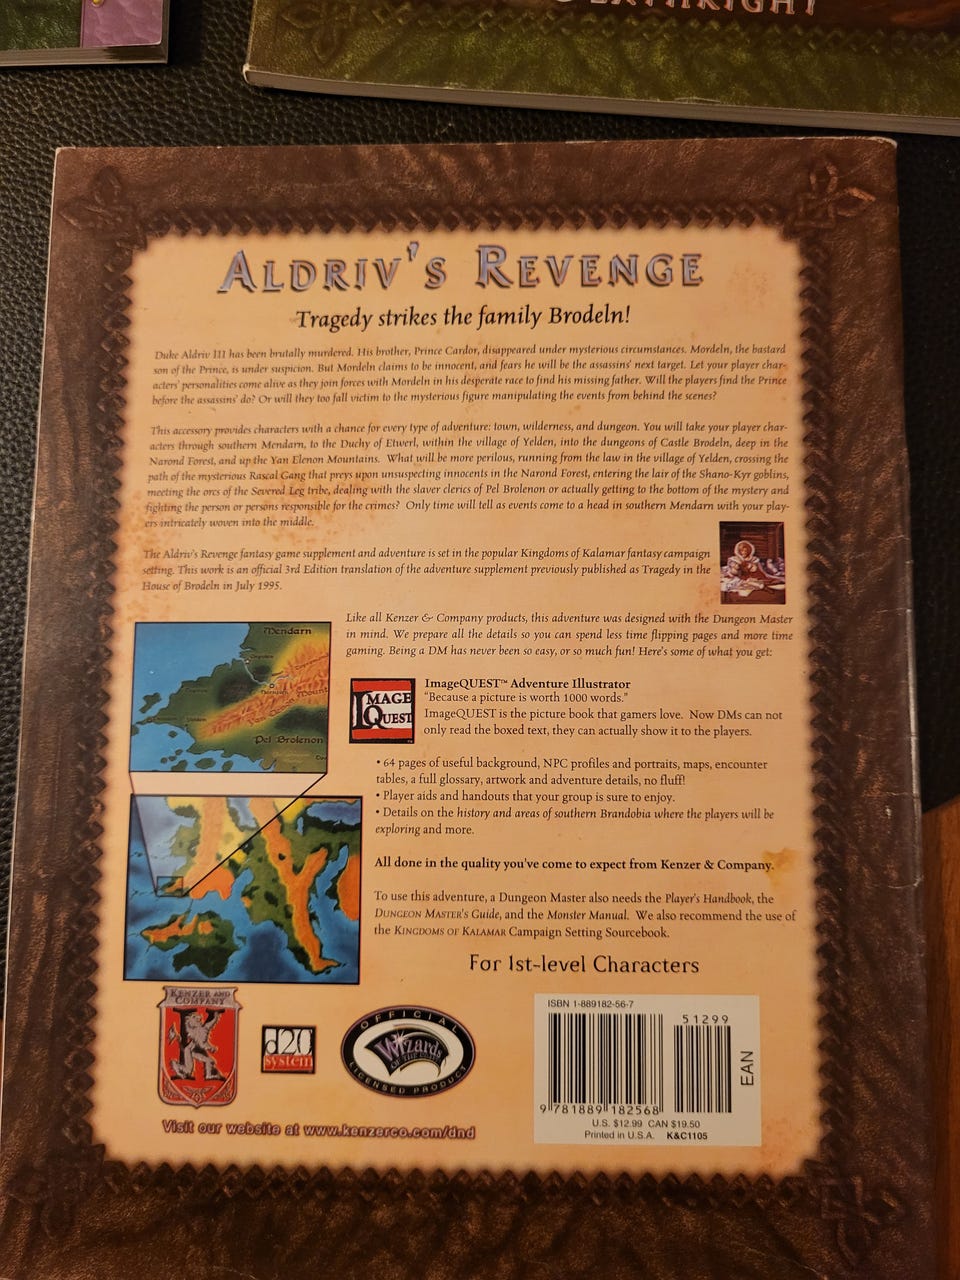 BIRTHRIGHT
ALDRIV'S REVENGE
Tragedy strikes the family Brodeln!
Duke Aldriv III has been brutally murdered. His brother, Prince Cardor, disappeared under mysterious circumstances. Mordeln, the bastard
son of the Prince, is under suspicion. But Mordeln claims to be innocent, and fears he will be the assassins' next target. Let your player char-
acters' personalities come alive as they join forces with Mordeln in his desperate race to find his missing father. Will the players find the Prince
before the assassins' do? Or will they too fall victim to the mysterious figure manipulating the events from behind the scenes?
This accessory provides characters with a chance for every type of adventure: town, wilderness, and dungeon. You will take your player char-
acters through southern Mendarn, to the Duchy of Etwerl, within the village of Yelden, into the dungeons of Castle Brodeln, deep in the
Narond Forest, and up the Yan Elenon Mountains. What will be more perilous, running from the law in the village of Yelden, crossing the
path of the mysterious Rascal Gang that preys upon unsuspecting innocents in the Narond Forest, entering the lair of the Shano-Kyr goblins,
meeting the orcs of the Severed Leg tribe, dealing with the slaver clerics of Pel Brolenon or actually getting to the bottom of the mystery and
fighting the person or persons responsible for the crimes? Only time will tell as events come to a head in southern Mendarn with your play-
ers intricately woven into the middle.
The Aldriv's Revenge fantasy game supplement and adventure is set in the popular Kingdoms of Kalamar fantasy campaign
setting. This work is an official 3rd Edition translation of the adventure supplement previously published as Tragedy in the
House of Brodeln in July 1995.
Like all Kenzer & Company products, this adventure was designed with the Dungeon Master
in mind. We prepare all the details so you can spend less time flipping pages and more time
gaming. Being a DM has never been so easy, or so much fun! Here's some of what you get:
Mendarn
Pel Brolenon
IMAGE
QUEST
ImageQUEST™ Adventure Illustrator
"Because a picture is worth 1000 words."
ImageQUEST is the picture book that gamers love. Now DMs can not
only read the boxed text, they can actually show it to the players.
• 64 pages of useful background, NPC profiles and portraits, maps, encounter
tables, a full glossary, artwork and adventure details, no fluff!
• Player aids and handouts that your group is sure to enjoy.
• Details on the history and areas of southern Brandobia where the players will be
exploring and more.
All done in the quality you've come to expect from Kenzer & Company.
To use this adventure, a Dungeon Master also needs the Player's Handbook, the
DUNGEON MASTER'S Guide, and the Monster Manual. We also recommend the use of
the KINGDOMS OF KALAMAR Campaign Setting Sourcebook.
For 1st-level Characters
KENZER AND
COMPANY
K
d20
system
OFFICIAL
Wizards
OF THE COAST
LICENSED PRODUCT
Visit our website at www.kenzerco.com/dnd
ISBN 1-889182-56-7
51299
EAN
9 781889 182568
U.S. $12.99 CAN $19.50
Printed in U.S.A. K&C1105